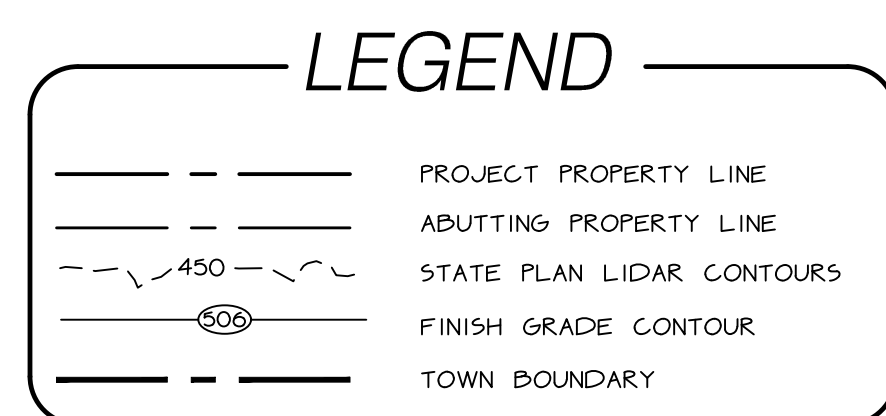 LEGEND
PROJECT PROPERTY LINE
ABUTTING PROPERTY LINE
450 STATE PLAN LIDAR CONTOURS
506 FINISH GRADE CONTOUR
TOWN BOUNDARY